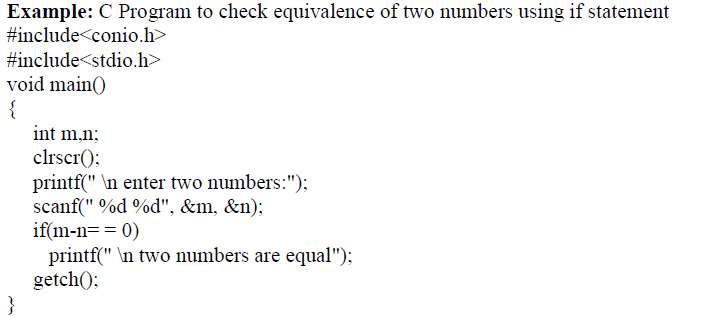 Example: C Program to check equivalence of two numbers using if statement
#include<conio.h>
#include<stdio.h>
void main()
{
int m,n;
clrscr();
printf(" \n enter two numbers:");
scanf(" %d %d", &m, &n);
if(m-n= = 0)
printf(" \n two numbers are equal");
getch();
}